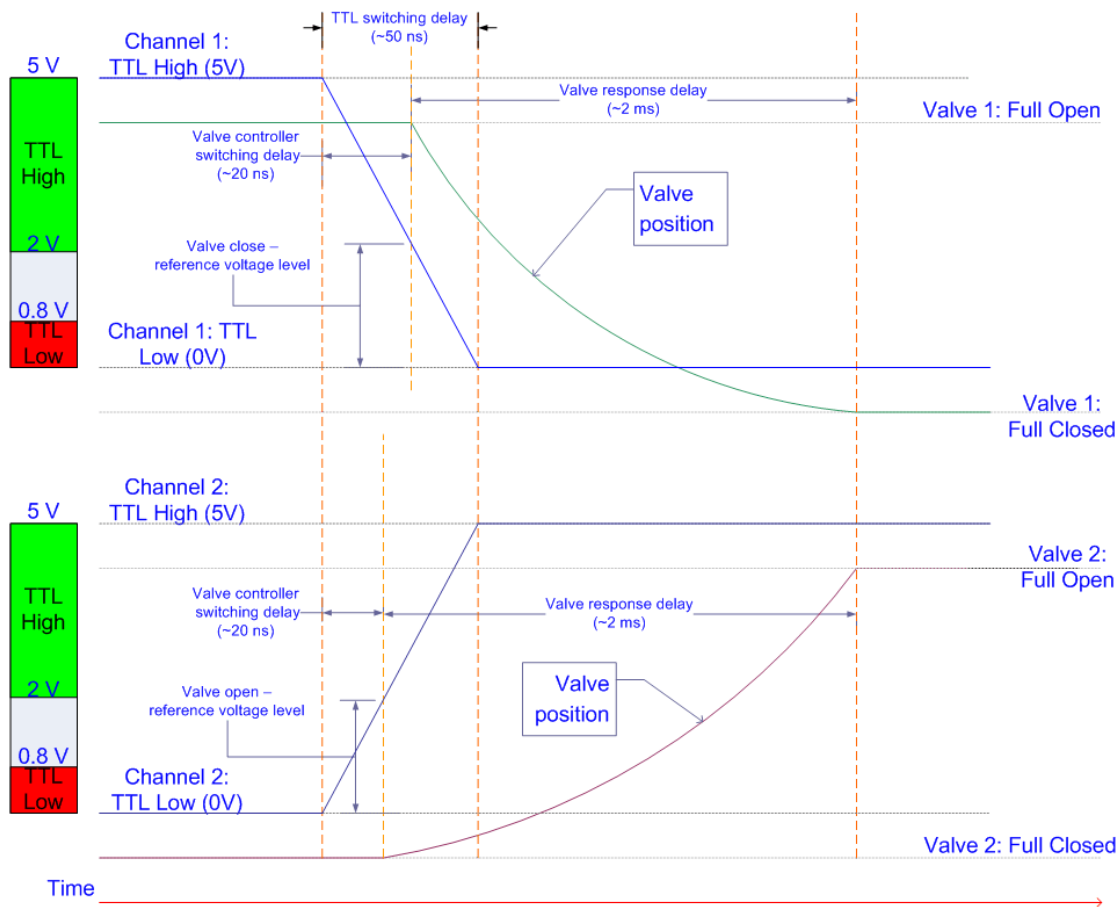 TTL switching delay
(~50 ns)
Channel 1:
TTL High (5V)
5 V
Valve response delay
(~2 ms)
Valve 1: Full Open
Valve controller
switching delay
(~20 ns)
TTL
High
Valve
position
2 V
Valve close –
reference voltage level
0.8 V
TTL
Low
Channel 1: TTL
Low (0V)
Valve 1:
Full Closed
Channel 2:
TTL High (5V)
5 V
Valve 2:
Full Open
Valve controller
switching delay
(~20 ns)
Valve response delay
(~2 ms)
TTL
High
Valve
position
2 V
Valve open –
reference voltage level
0.8 V
TTL
Low
Channel 2:
TTL Low (0V)
Valve 2: Full Closed
Time